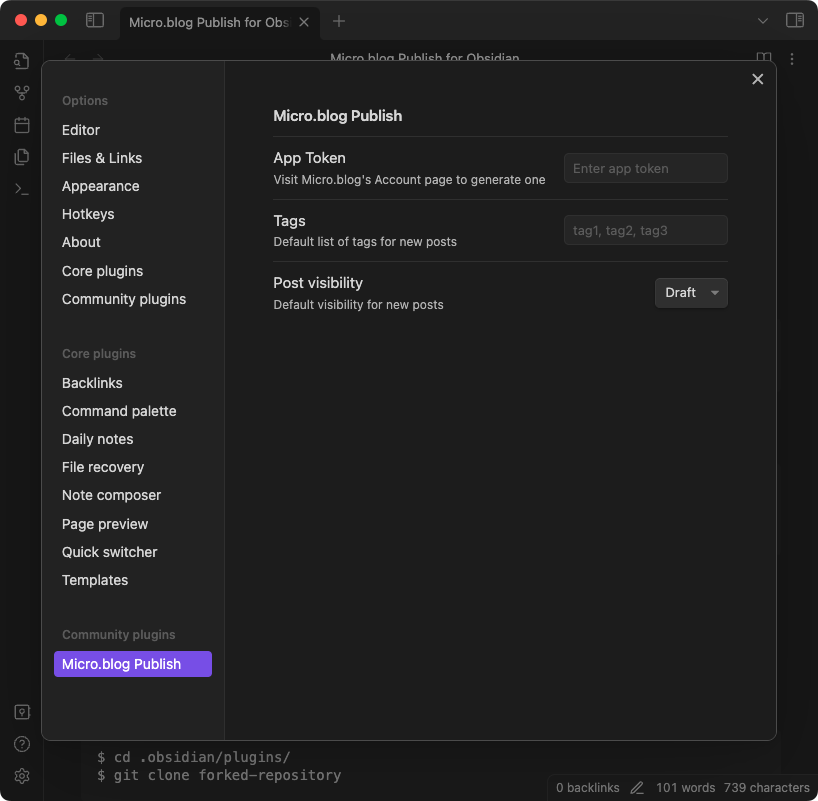 Micro.blog Publish for Obs
Micro.blog Publish for Obsidian
Options
Editor
Files & Links
Appearance
Hotkeys
About
Core plugins
Community plugins
Core plugins
Backlinks
Command palette
Daily notes
File recovery
Note composer
Page preview
Quick switcher
Templates
Community plugins
Micro.blog Publish
Micro.blog Publish
App Token
Visit Micro.blog's Account page to generate one
Enter app token
Tags
Default list of tags for new posts
tag1, tag2, tag3
Post visibility
Default visibility for new posts
Draft
$ cd .obsidian/plugins/
$ git clone forked-repository
0 backlinks 101 words 739 characters